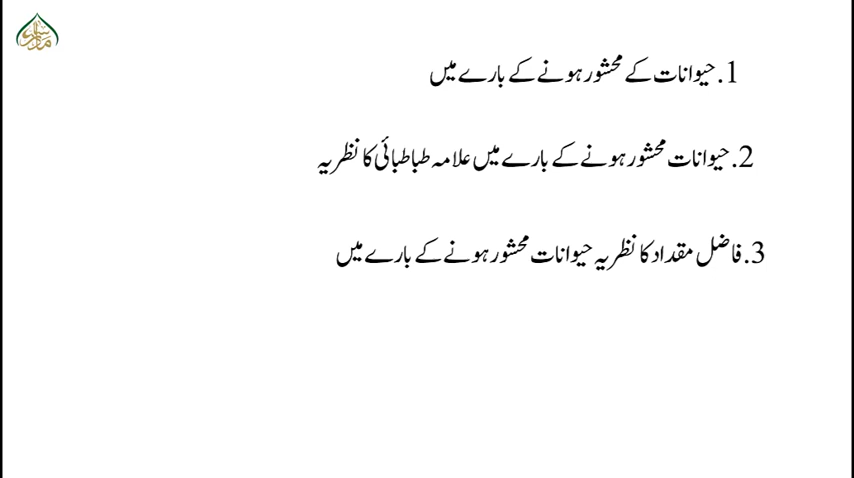 1. حیوانات کے محشور ہونے کے بارے میں
2. حیوانات محشور ہونے کے بارے میں علامہ طباطبائی کا نظریہ
3. فاضل مقداد کا نظریہ حیوانات محشور ہونے کے بارے میں